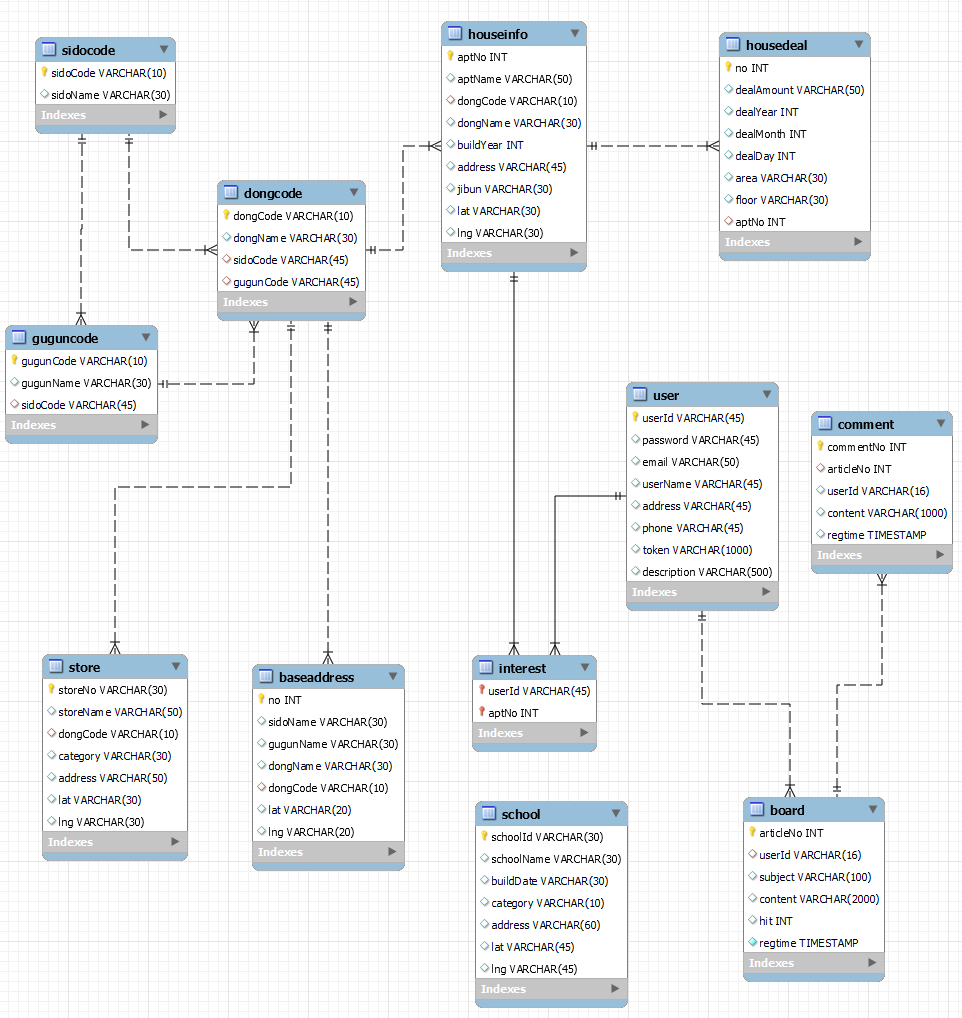 sidocode
sidoCode VARCHAR(10)
sidoName VARCHAR(30)
Indexes
houseinfo
aptNo INT
aptName VARCHAR(50)
dongCode VARCHAR(10)
dongName VARCHAR(30)
buildYear INT
address VARCHAR(45)
jibun VARCHAR(30)
lat VARCHAR(30)
lng VARCHAR(30)
Indexes
housedeal
no INT
dealAmount VARCHAR(50)
dealYear INT
dealMonth INT
dealDay INT
area VARCHAR(30)
floor VARCHAR(30)
aptNo INT
Indexes
dongcode
dongCode VARCHAR(10)
dongName VARCHAR(30)
sidoCode VARCHAR(45)
gugunCode VARCHAR(45)
Indexes
guguncode
gugunCode VARCHAR(10)
gugunName VARCHAR(30)
sidoCode VARCHAR(45)
Indexes
user
userId VARCHAR(45)
password VARCHAR(45)
email VARCHAR(50)
userName VARCHAR(45)
address VARCHAR(45)
phone VARCHAR(45)
token VARCHAR(1000)
description VARCHAR(500)
Indexes
comment
commentNo INT
articleNo INT
userId VARCHAR(16)
content VARCHAR(1000)
regtime TIMESTAMP
Indexes
store
storeNo VARCHAR(30)
storeName VARCHAR(50)
dongCode VARCHAR(10)
category VARCHAR(30)
address VARCHAR(50)
lat VARCHAR(30)
lng VARCHAR(30)
Indexes
baseaddress
no INT
sidoName VARCHAR(30)
gugunName VARCHAR(30)
dongName VARCHAR(30)
dongCode VARCHAR(10)
lat VARCHAR(20)
lng VARCHAR(20)
Indexes
interest
userId VARCHAR(45)
aptNo INT
Indexes
school
schoolId VARCHAR(30)
schoolName VARCHAR(30)
buildDate VARCHAR(30)
category VARCHAR(10)
address VARCHAR(60)
lat VARCHAR(45)
lng VARCHAR(45)
Indexes
board
articleNo INT
userId VARCHAR(16)
subject VARCHAR(100)
content VARCHAR(2000)
hit INT
regtime TIMESTAMP
Indexes